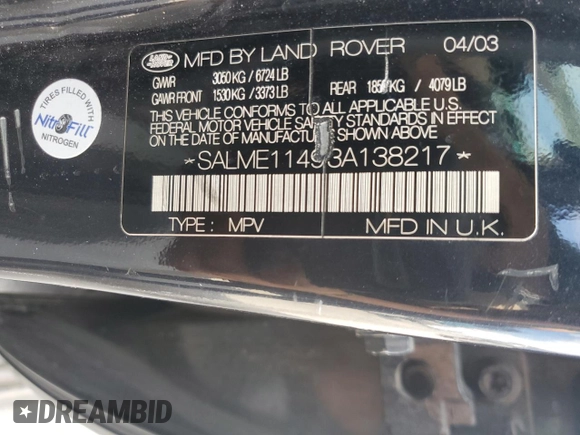 LAND ROVER
MFD BY LAND ROVER 04/03
GVWR 3050 KG / 6724 LB
GAWR FRONT 1530 KG / 3373 LB REAR KG / 4079 LB
THIS VEHICLE CONFORMS TO ALL APPLICABLE U.S.
FEDERAL MOTOR VEHICLE SAFETY STANDARDS IN EFFECT
ON THE DATE OF MANUFACTURE SHOWN ABOVE
*SALME11493A138217*
TYPE : MPV MFD IN U.K.
TIRES FILLED WITH
NitroFill
NITROGEN
DREAMBID